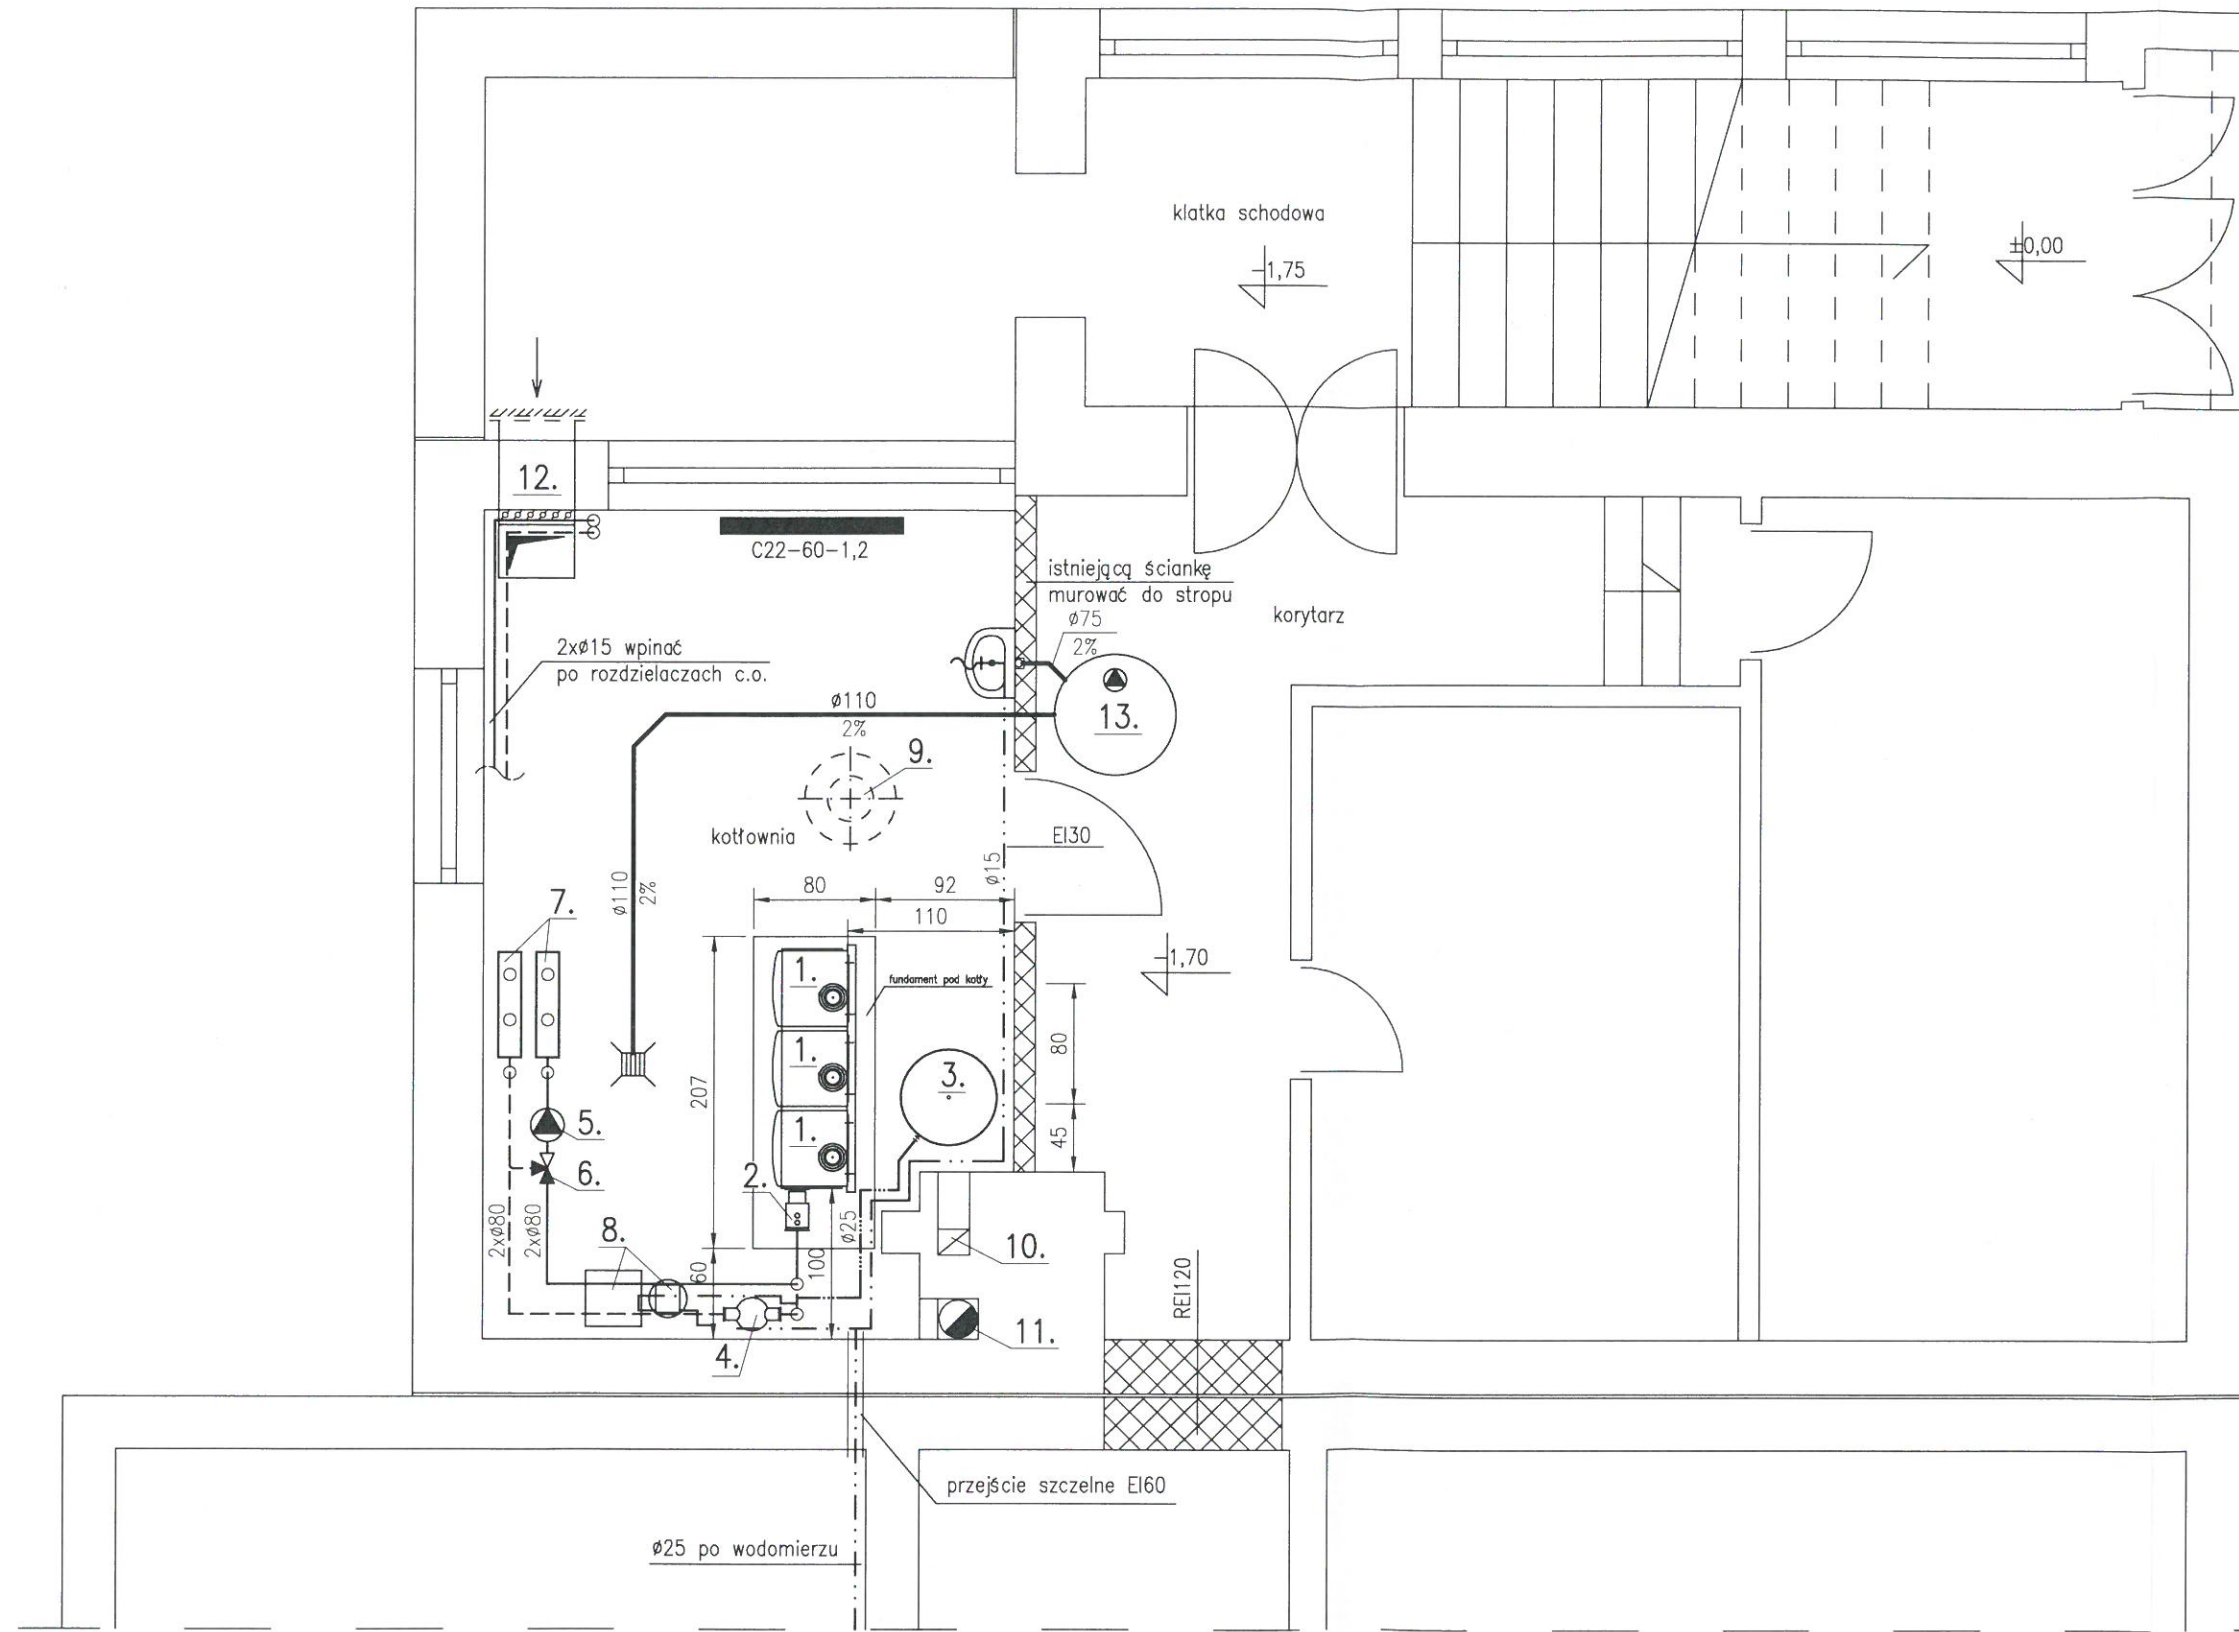 klatka schodowa
-1,75
±0,00
12.
C22-60-1,2
istniejącą ściankę
murować do stropu
ø75
2%
korytarz
2xø15 wpinać
po rozdzielaczach c.o.
ø110
2%
13.
9.
kotłownia
EI30
ø15
ø110
2%
80
92
110
7.
1.
fundament pod kotły
-1,70
80
1.
3.
207
45
5.
1.
6.
2.
2xø80
2xø80
8.
ø25
60
100
10.
REI120
11.
4.
przejście szczelne EI60
ø25 po wodomierzu